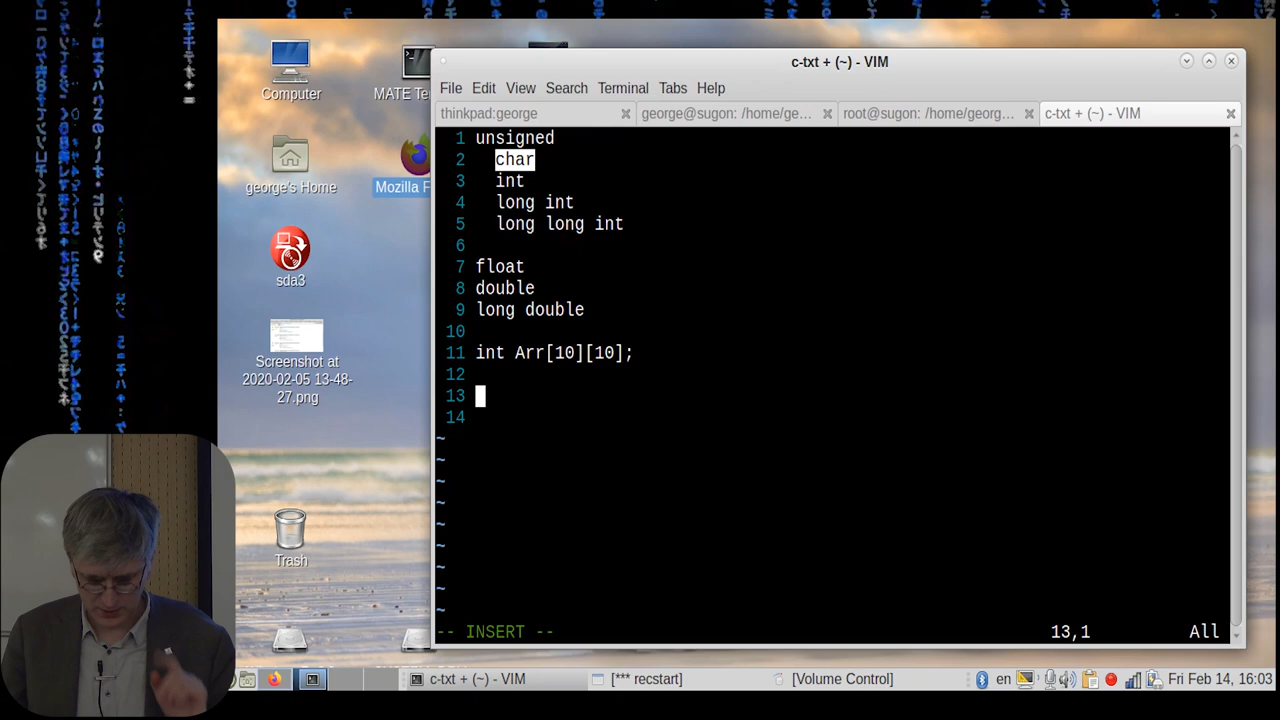 Computer
MATE Te
george's Home
Mozilla F
sda3
Screenshot at
2020-02-05 13-48-
27.png
Trash
c-txt + (~) - VIM
File Edit View Search Terminal Tabs Help
thinkpad:george
george@sugon: /home/ge...
root@sugon: /home/georg...
c-txt + (~) - VIM
1 unsigned
2 char
3 int
4 long int
5 long long int
6
7 float
8 double
9 long double
10
11 int Arr[10][10];
12
13
14
~
~
~
~
~
~
~
~
~
-- INSERT -- 13,1 All
c-txt + (~) - VIM
[*** recstart]
[Volume Control]
en
Fri Feb 14, 16:03